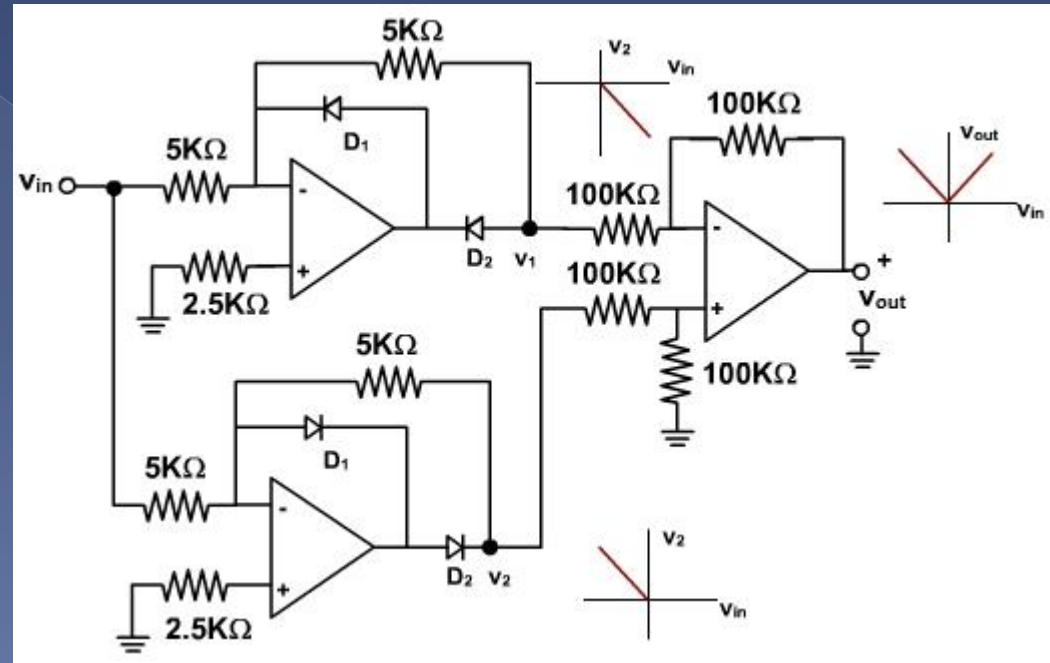 5KΩ
v₂
vin
100KΩ
D₁
5KΩ
vin
-
+
2.5KΩ
D₂
v₁
100KΩ
100KΩ
-
+
100KΩ
vout
vin
+
vout
5KΩ
D₁
5KΩ
-
+
2.5KΩ
D₂
v₂
v₂
vin